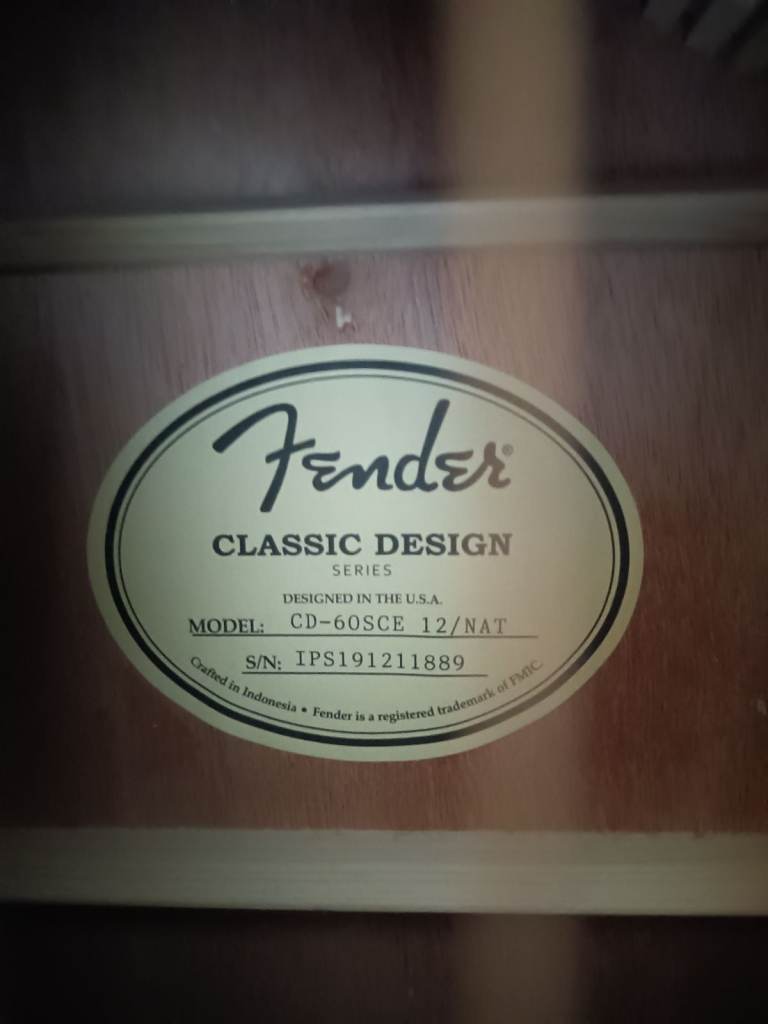 Fender®
CLASSIC DESIGN
SERIES
DESIGNED IN THE U.S.A.
MODEL: CD-60SCE 12/NAT
S/N: IPS191211889
Crafted in Indonesia • Fender is a registered trademark of FMIC.